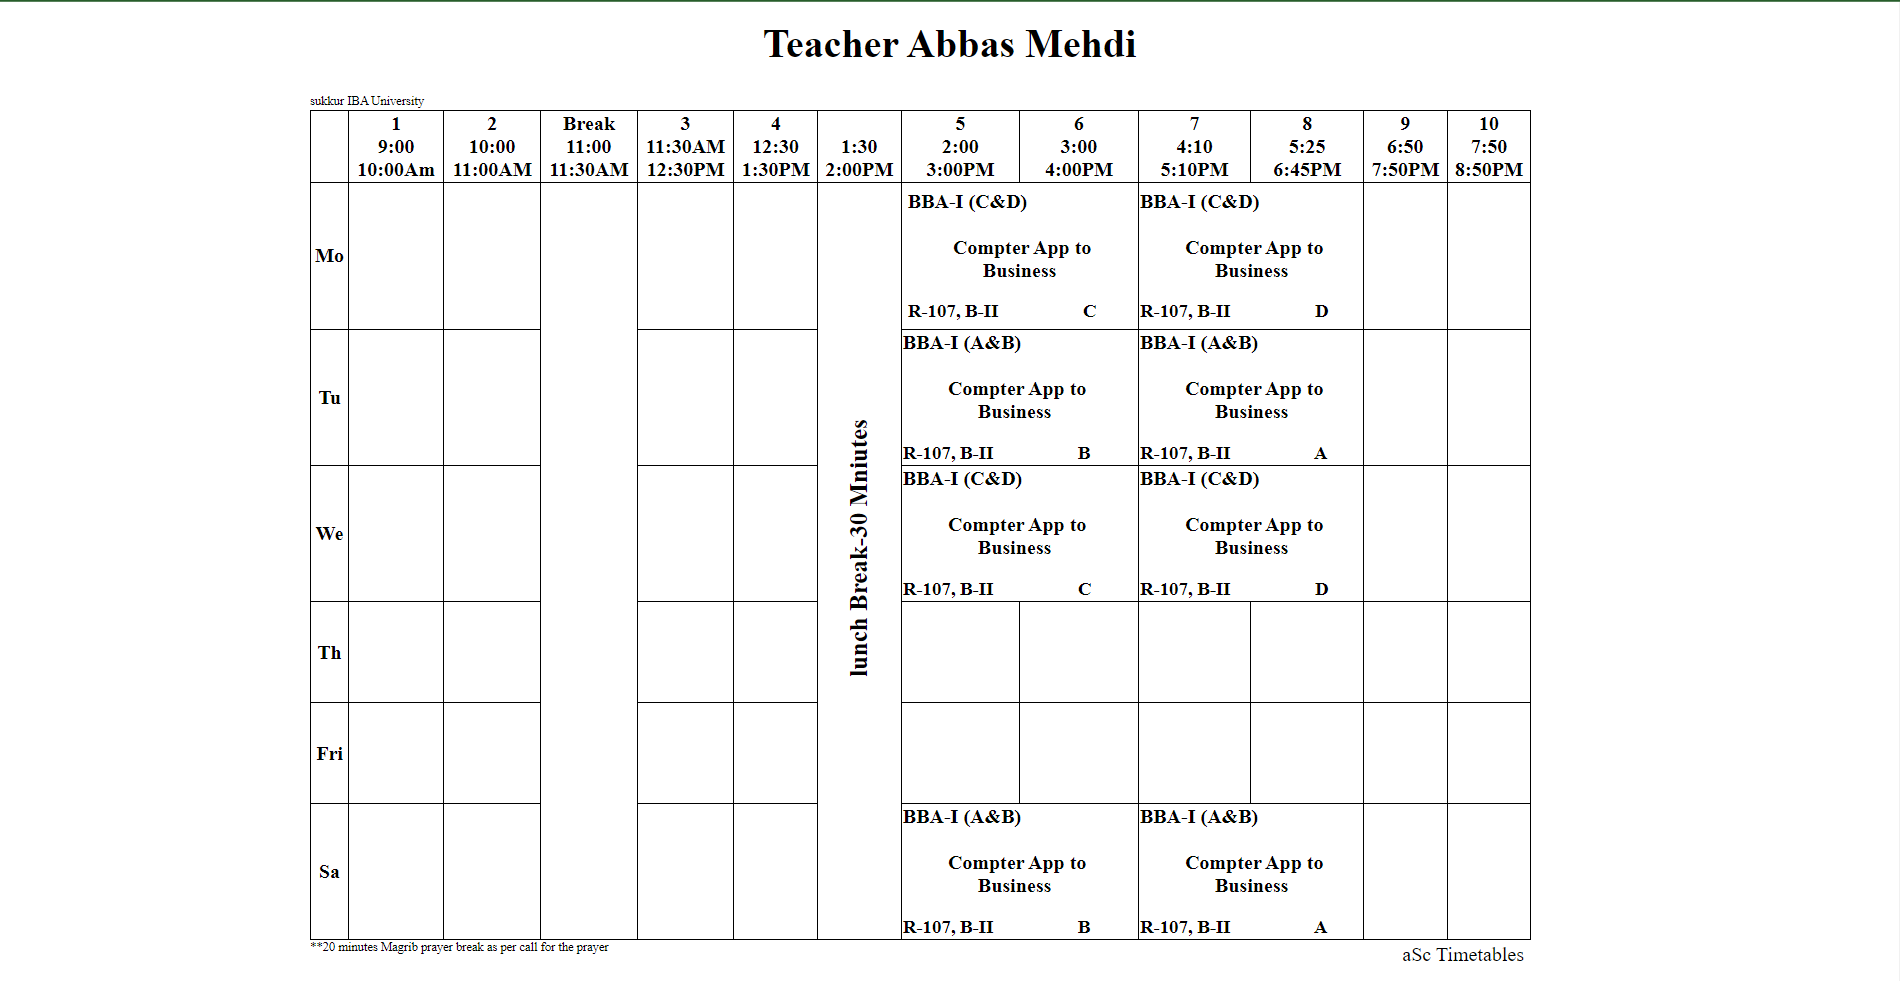 Teacher Abbas Mehdi
sukkur IBA University
1 2 Break 3 4 5 6 7 8 9 10
9:00 10:00 11:00 11:30AM 12:30 1:30 2:00 3:00 4:10 5:25 6:50 7:50
10:00Am 11:00AM 11:30AM 12:30PM 1:30PM 2:00PM 3:00PM 4:00PM 5:10PM 6:45PM 7:50PM 8:50PM
lunch Break-30 Mniutes
Mo
BBA-I (C&D)
Compter App to
Business
R-107, B-II C
BBA-I (C&D)
Compter App to
Business
R-107, B-II D
Tu
BBA-I (A&B)
Compter App to
Business
R-107, B-II B
BBA-I (A&B)
Compter App to
Business
R-107, B-II A
We
BBA-I (C&D)
Compter App to
Business
R-107, B-II C
BBA-I (C&D)
Compter App to
Business
R-107, B-II D
Th
Fri
Sa
BBA-I (A&B)
Compter App to
Business
R-107, B-II B
BBA-I (A&B)
Compter App to
Business
R-107, B-II A
**20 minutes Magrib prayer break as per call for the prayer
aSc Timetables